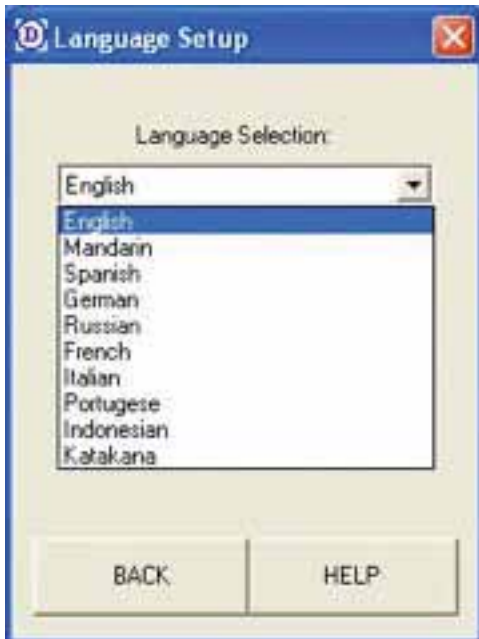 D Language Setup
Language Selection:
English
English
Mandarin
Spanish
German
Russian
French
Italian
Portugese
Indonesian
Katakana
BACK HELP